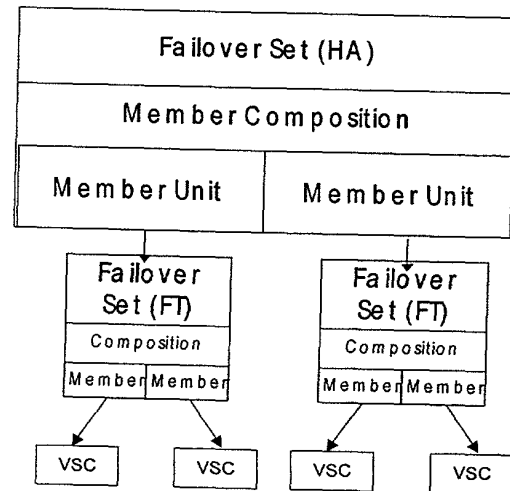 Failover Set (HA)
Member Composition
Member Unit
Member Unit
Failover
Set (FT)
Composition
Member
Member
Failover
Set (FT)
Composition
Member
Member
VSC
VSC
VSC
VSC